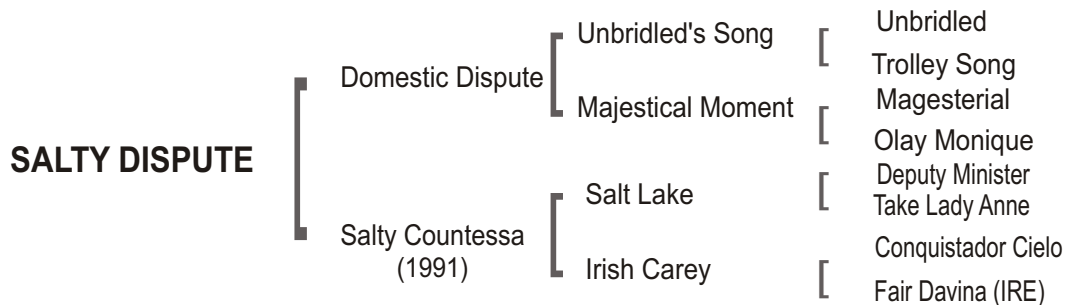 SALTY DISPUTE
Domestic Dispute
Salty Countessa
(1991)
Unbridled's Song
Majestical Moment
Salt Lake
Irish Carey
Unbridled
Trolley Song
Magesterial
Olay Monique
Deputy Minister
Take Lady Anne
Conquistador Cielo
Fair Davina (IRE)